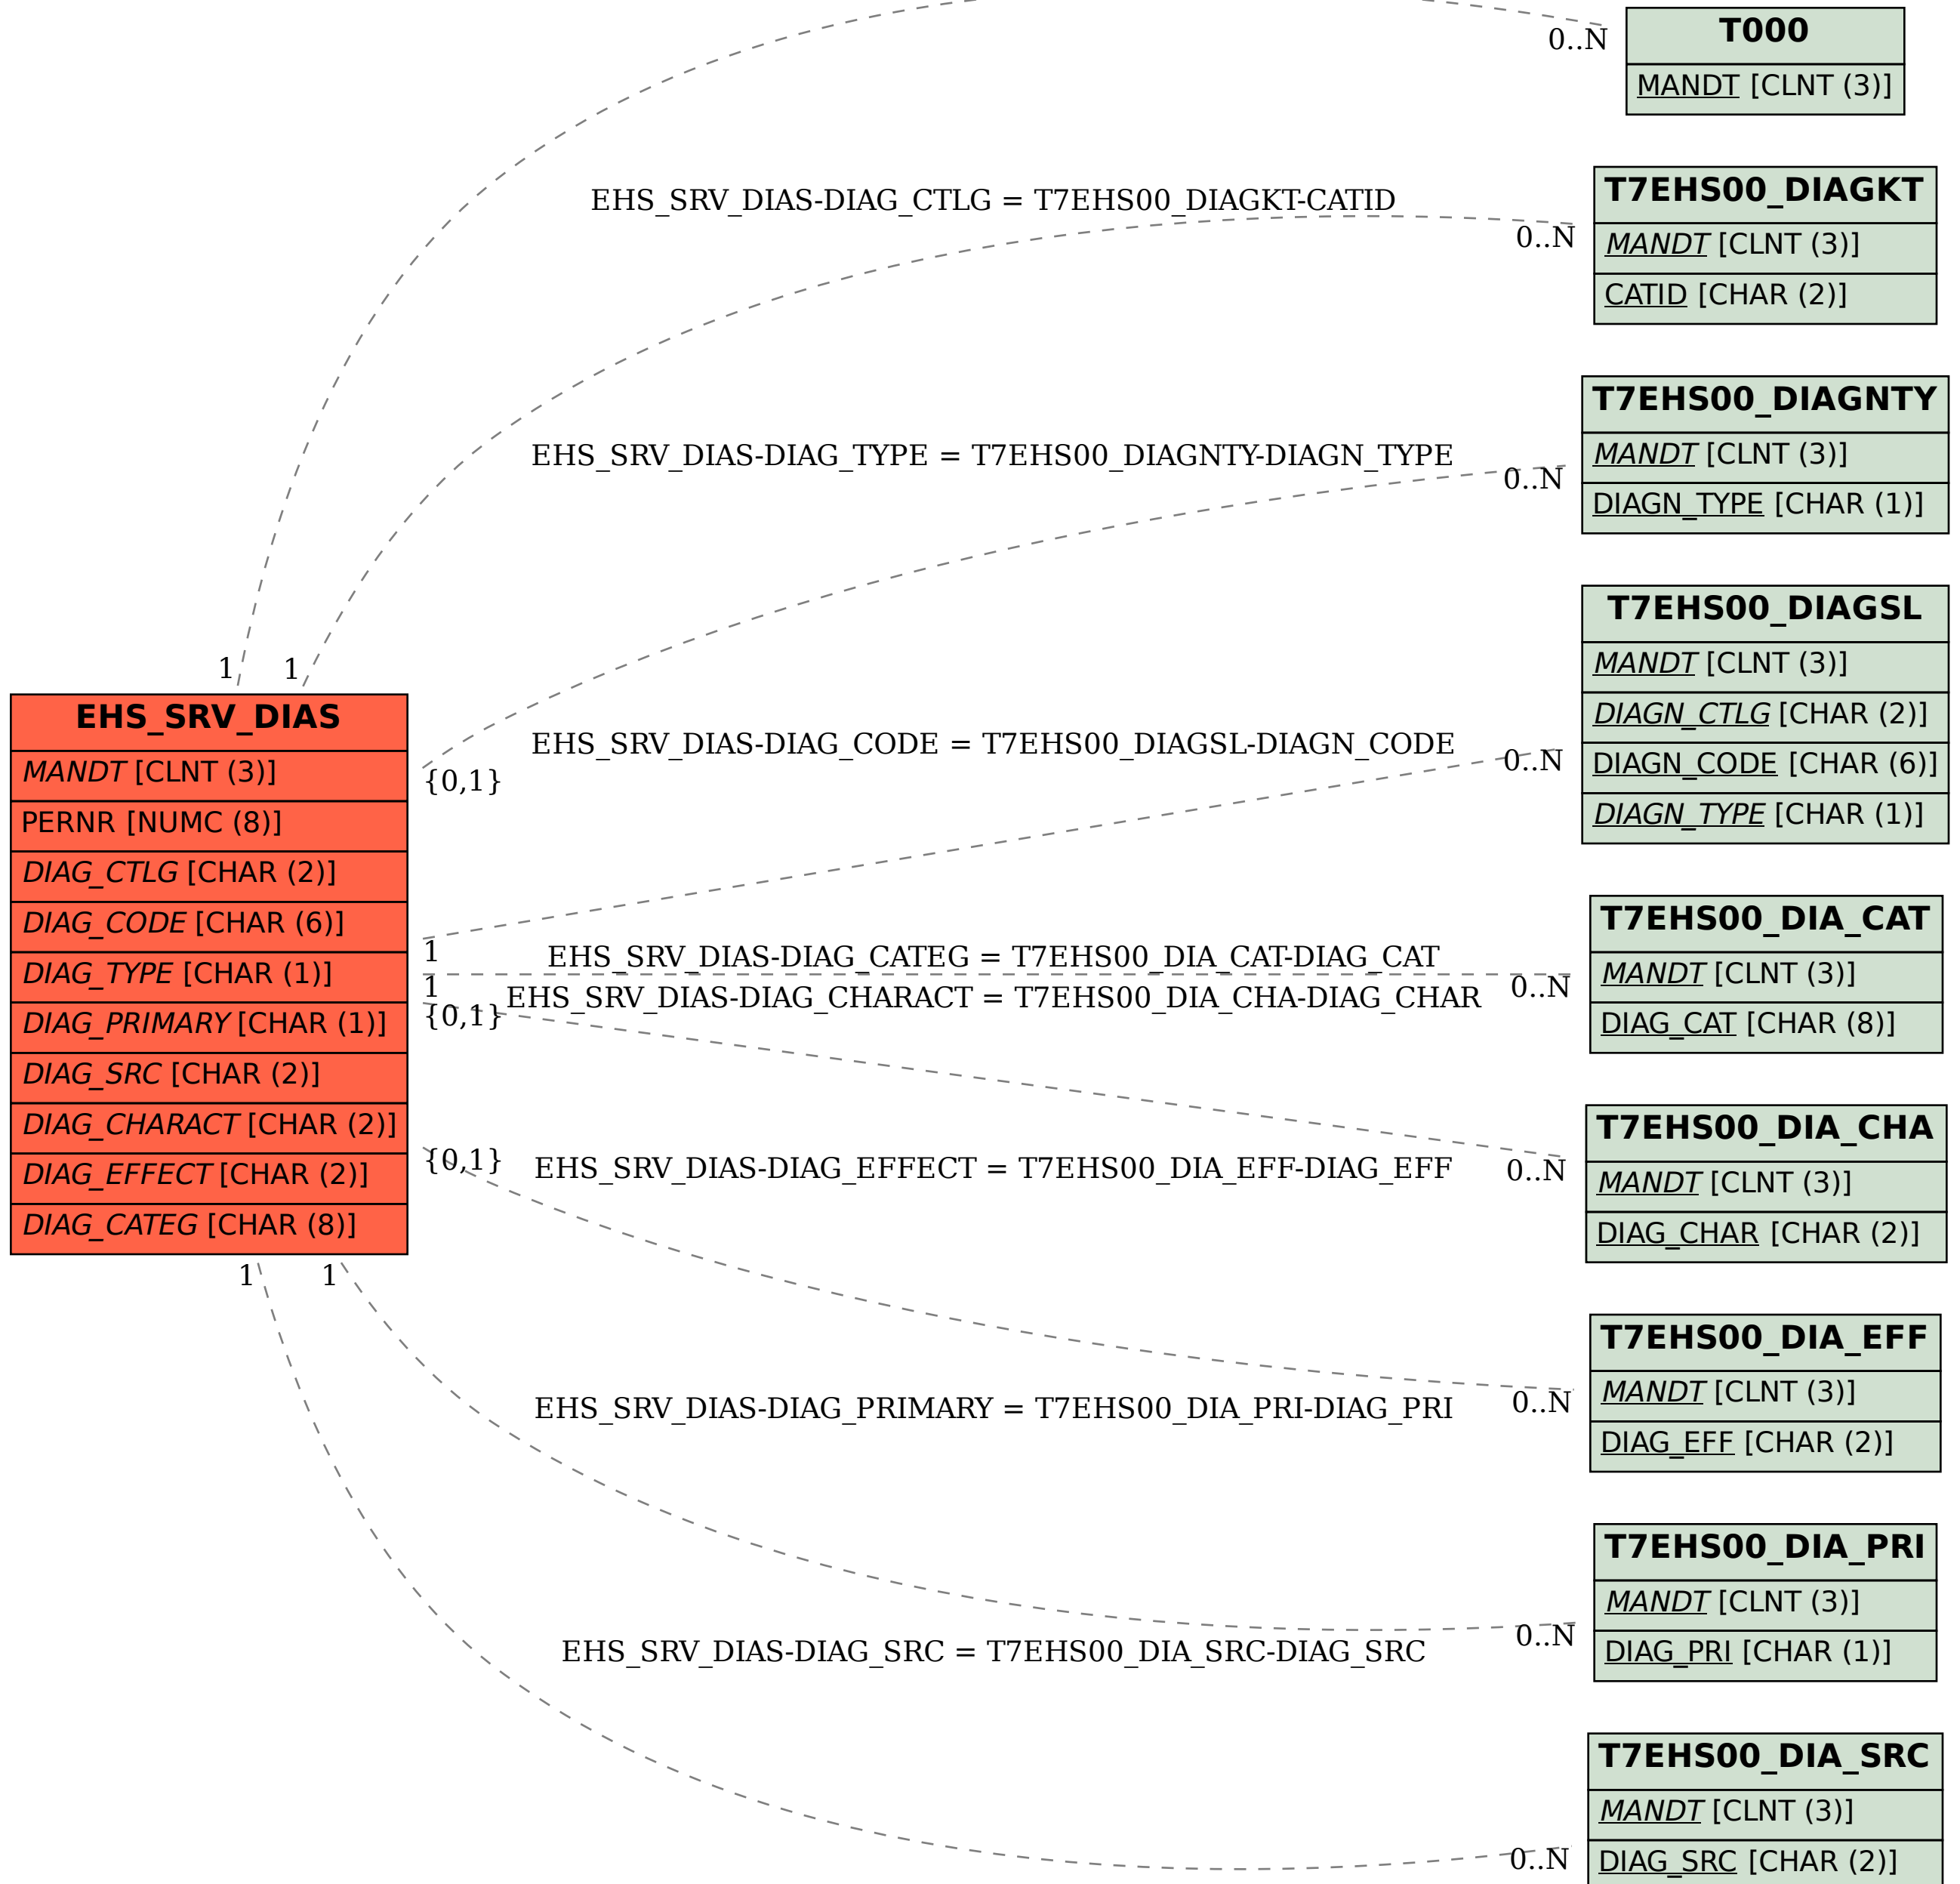 0..N
T000
MANDT [CLNT (3)]
EHS_SRV_DIAS-DIAG_CTLG = T7EHS00_DIAGKT-CATID
0..N
T7EHS00_DIAGKT
MANDT [CLNT (3)]
CATID [CHAR (2)]
EHS_SRV_DIAS-DIAG_TYPE = T7EHS00_DIAGNTY-DIAGN_TYPE
0..N
T7EHS00_DIAGNTY
MANDT [CLNT (3)]
DIAGN_TYPE [CHAR (1)]
T7EHS00_DIAGSL
MANDT [CLNT (3)]
DIAGN_CTLG [CHAR (2)]
DIAGN_CODE [CHAR (6)]
DIAGN_TYPE [CHAR (1)]
1
1
EHS_SRV_DIAS
MANDT [CLNT (3)]
PERNR [NUMC (8)]
DIAG_CTLG [CHAR (2)]
DIAG_CODE [CHAR (6)]
DIAG_TYPE [CHAR (1)]
DIAG_PRIMARY [CHAR (1)]
DIAG_SRC [CHAR (2)]
DIAG_CHARACT [CHAR (2)]
DIAG_EFFECT [CHAR (2)]
DIAG_CATEG [CHAR (8)]
{0,1}
EHS_SRV_DIAS-DIAG_CODE = T7EHS00_DIAGSL-DIAGN_CODE
0..N
1
EHS_SRV_DIAS-DIAG_CATEG = T7EHS00_DIA_CAT-DIAG_CAT
1
0..N
EHS_SRV_DIAS-DIAG_CHARACT = T7EHS00_DIA_CHA-DIAG_CHAR
{0,1}
T7EHS00_DIA_CAT
MANDT [CLNT (3)]
DIAG_CAT [CHAR (8)]
{0,1}
EHS_SRV_DIAS-DIAG_EFFECT = T7EHS00_DIA_EFF-DIAG_EFF
0..N
T7EHS00_DIA_CHA
MANDT [CLNT (3)]
DIAG_CHAR [CHAR (2)]
1
1
T7EHS00_DIA_EFF
MANDT [CLNT (3)]
DIAG_EFF [CHAR (2)]
EHS_SRV_DIAS-DIAG_PRIMARY = T7EHS00_DIA_PRI-DIAG_PRI
0..N
T7EHS00_DIA_PRI
MANDT [CLNT (3)]
DIAG_PRI [CHAR (1)]
EHS_SRV_DIAS-DIAG_SRC = T7EHS00_DIA_SRC-DIAG_SRC
0..N
T7EHS00_DIA_SRC
MANDT [CLNT (3)]
DIAG_SRC [CHAR (2)]
0..N